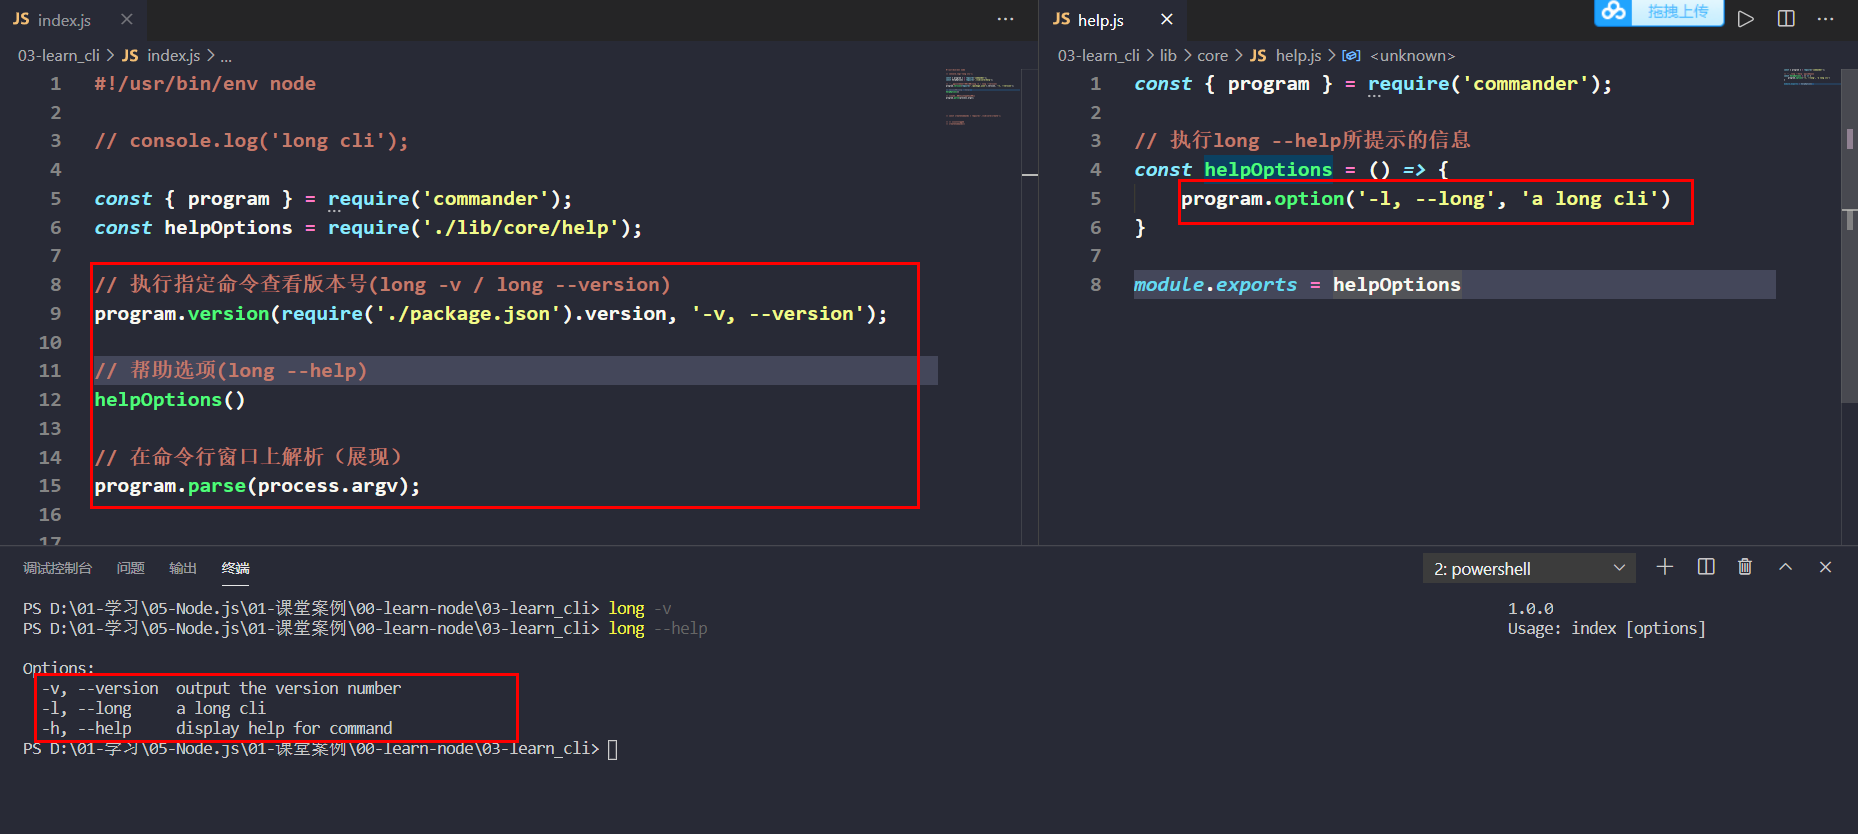 JS index.js
03-learn_cli > JS index.js > ...
1 #!/usr/bin/env node
2
3 // console.log('long cli');
4
5 const { program } = require('commander');
6 const helpOptions = require('./lib/core/help');
7
8 // 执行指定命令查看版本号(long -v / long --version)
9 program.version(require('./package.json').version, '-v, --version');
10
11 // 帮助选项(long --help)
12 helpOptions()
13
14 // 在命令行窗口上解析（展现）
15 program.parse(process.argv);
16
17
JS help.js
拖拽上传
03-learn_cli > lib > core > JS help.js > <unknown>
1 const { program } = require('commander');
2
3 // 执行long --help所提示的信息
4 const helpOptions = () => {
5 program.option('-l, --long', 'a long cli')
6 }
7
8 module.exports = helpOptions
调试控制台 问题 输出 终端
2: powershell
PS D:\01-学习\05-Node.js\01-课堂案例\00-learn-node\03-learn_cli> long -v 1.0.0
PS D:\01-学习\05-Node.js\01-课堂案例\00-learn-node\03-learn_cli> long --help Usage: index [options]
Options:
-v, --version output the version number
-l, --long a long cli
-h, --help display help for command
PS D:\01-学习\05-Node.js\01-课堂案例\00-learn-node\03-learn_cli>